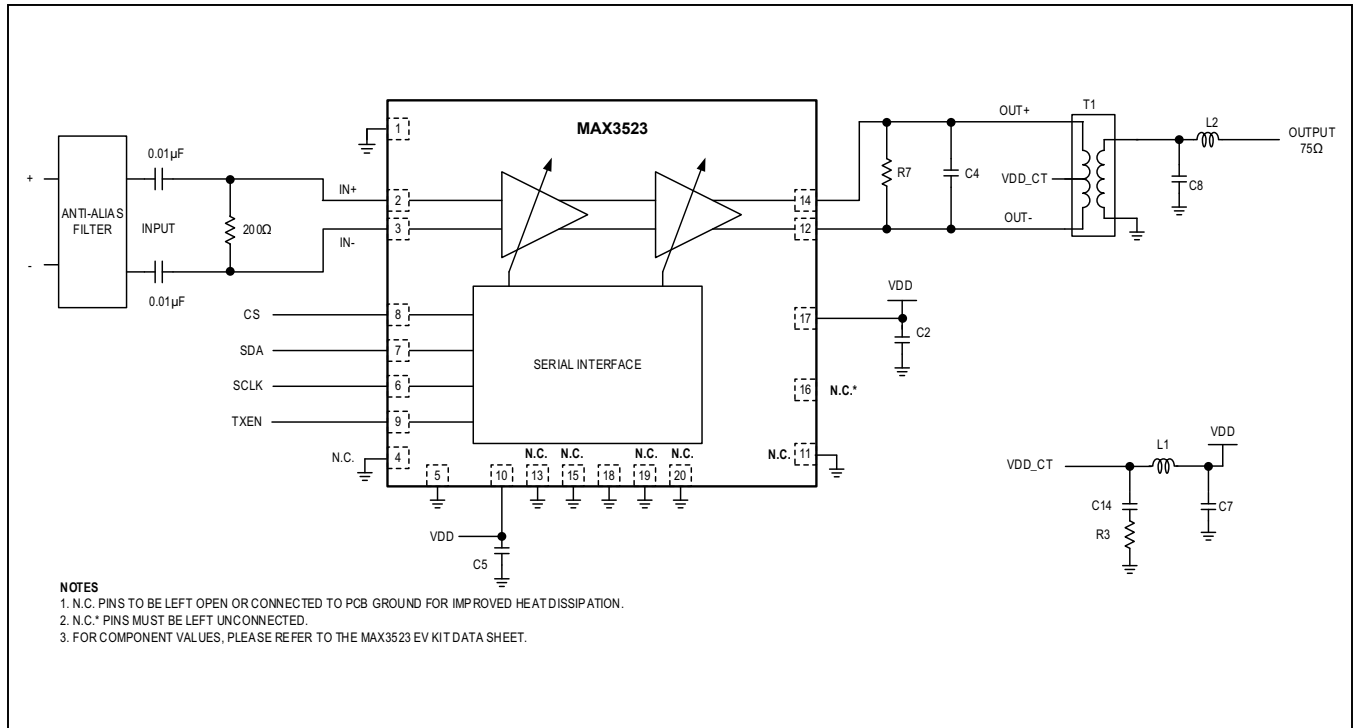 MAX3523
OUT+
T1
L2
OUTPUT
75Ω
0.01µF
1
+
ANTI-ALIAS
FILTER
INPUT
200Ω
IN+
2
14
R7
C4
VDD_CT
C8
IN-
3
12
OUT-
-
0.01µF
VDD
CS
8
17
C2
SDA
7
SERIAL INTERFACE
SCLK
6
16
N.C.*
TXEN
9
N.C.
4
N.C.
N.C.
N.C.
N.C.
N.C.
11
5
10
13
15
18
19
20
VDD
L1
VDD_CT
C14
C7
R3
VDD
C5
NOTES
1. N.C. PINS TO BE LEFT OPEN OR CONNECTED TO PCB GROUND FOR IMPROVED HEAT DISSIPATION.
2. N.C.* PINS MUST BE LEFT UNCONNECTED.
3. FOR COMPONENT VALUES, PLEASE REFER TO THE MAX3523 EV KIT DATA SHEET.